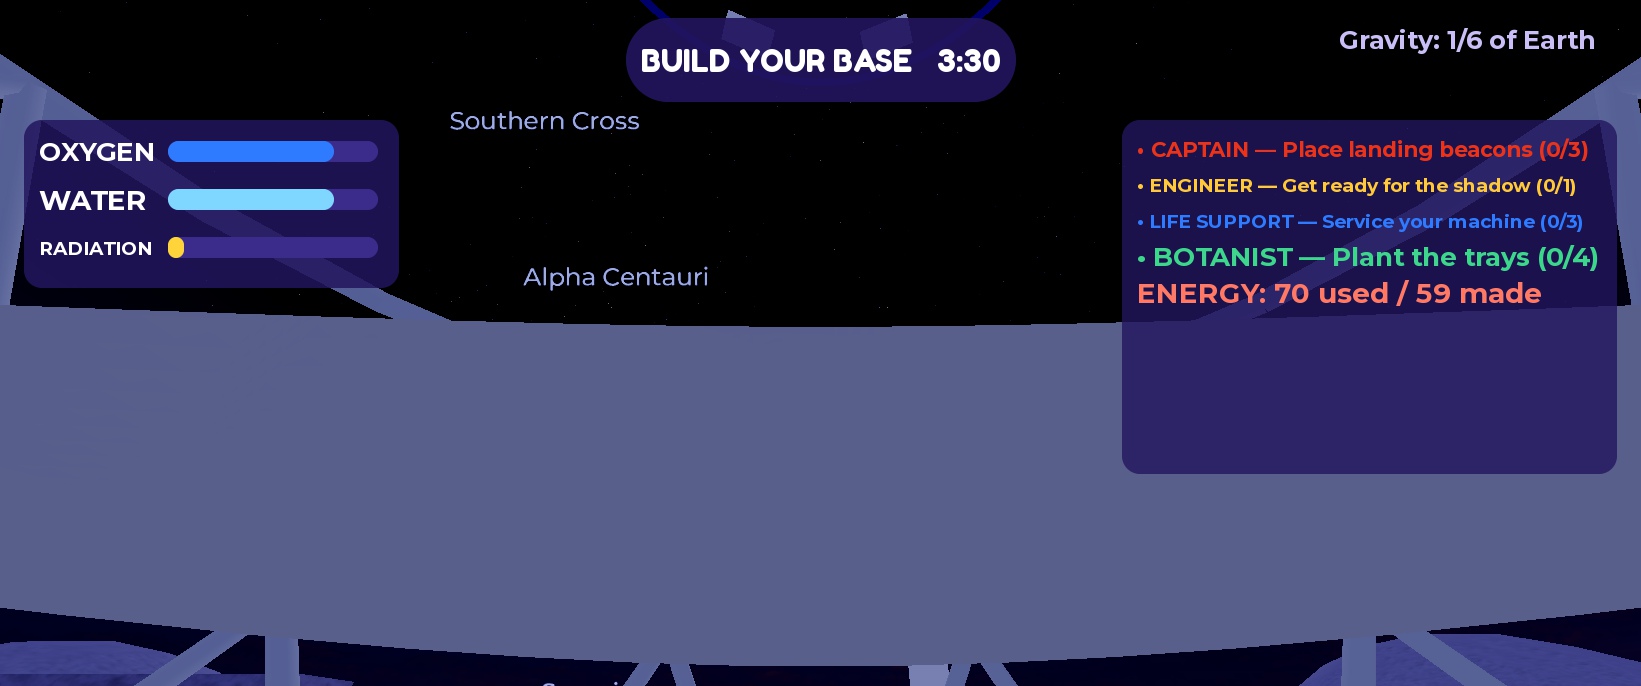 BUILD YOUR BASE 3:30
Gravity: 1/6 of Earth
Southern Cross
OXYGEN
WATER
RADIATION
• CAPTAIN — Place landing beacons (0/3)
• ENGINEER — Get ready for the shadow (0/1)
• LIFE SUPPORT — Service your machine (0/3)
• BOTANIST — Plant the trays (0/4)
ENERGY: 70 used / 59 made
Alpha Centauri